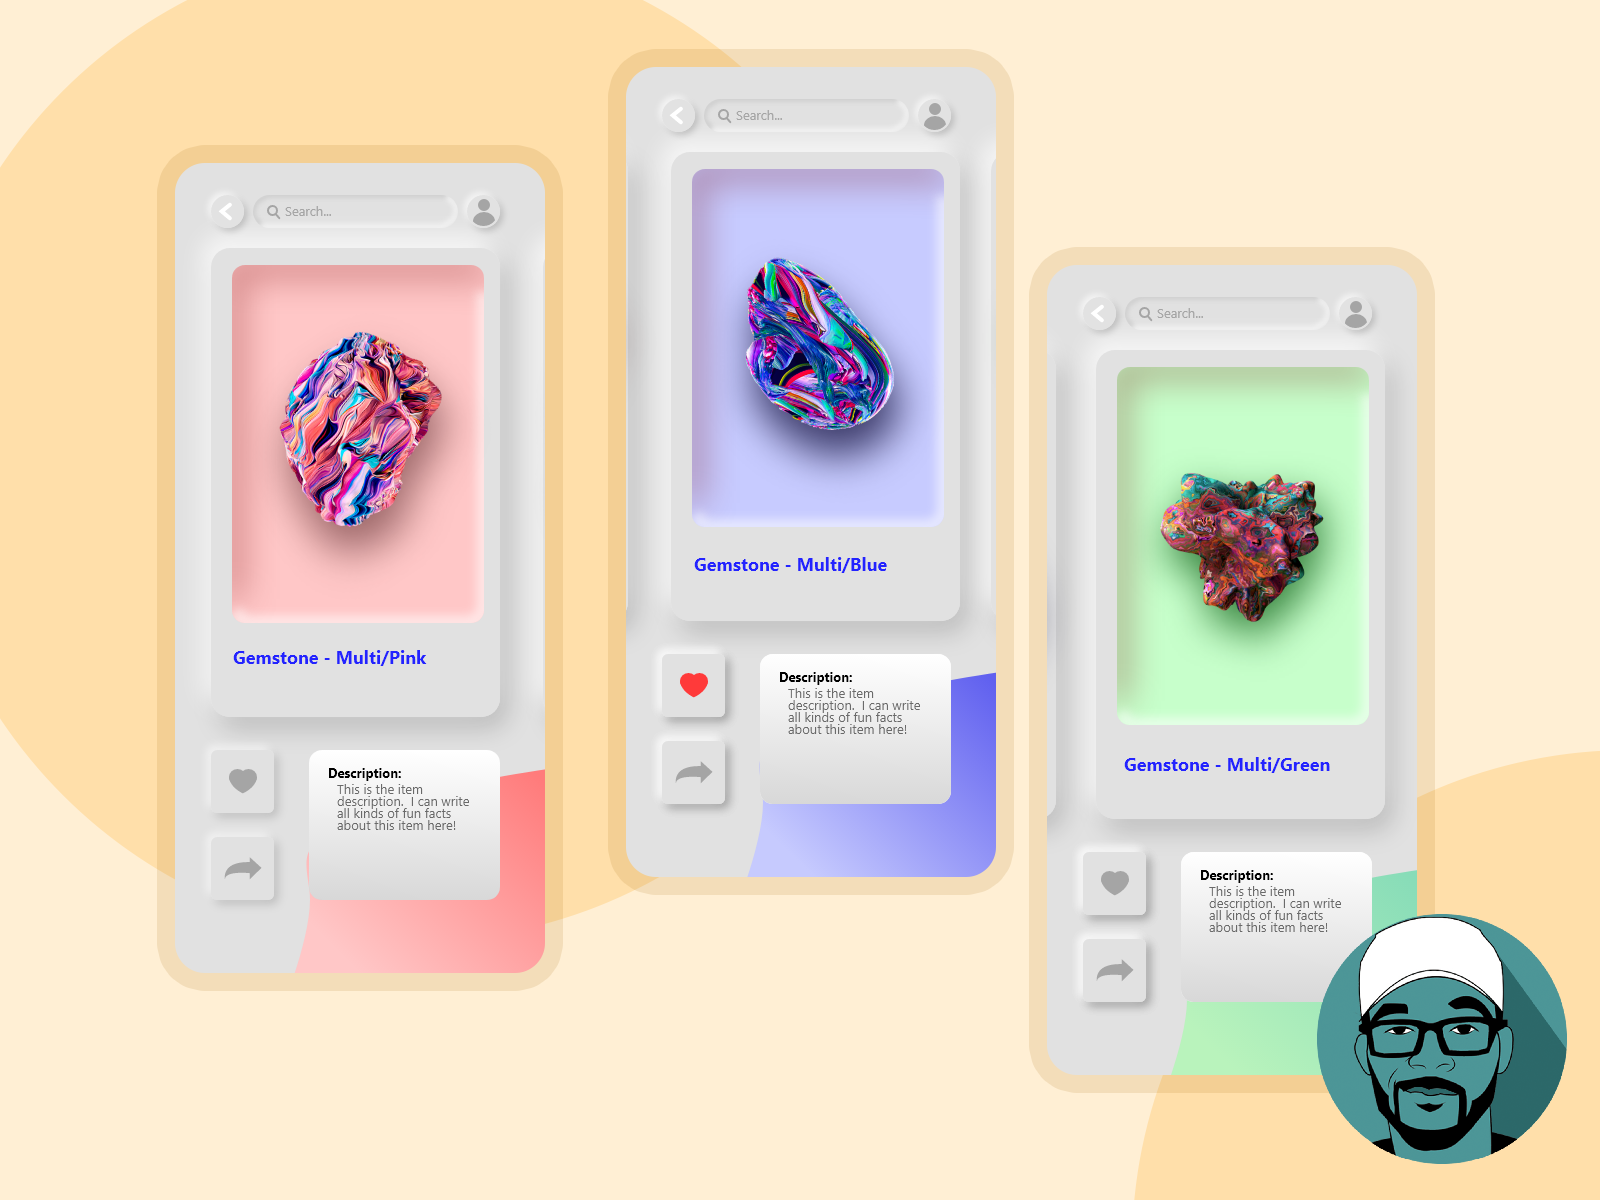 Search...
Gemstone - Multi/Pink
Description:
This is the item
description.  I can write
all kinds of fun facts
about this item here!
Search...
Gemstone - Multi/Blue
Description:
This is the item
description.  I can write
all kinds of fun facts
about this item here!
Search...
Gemstone - Multi/Green
Description:
This is the item
description.  I can write
all kinds of fun facts
about this item here!